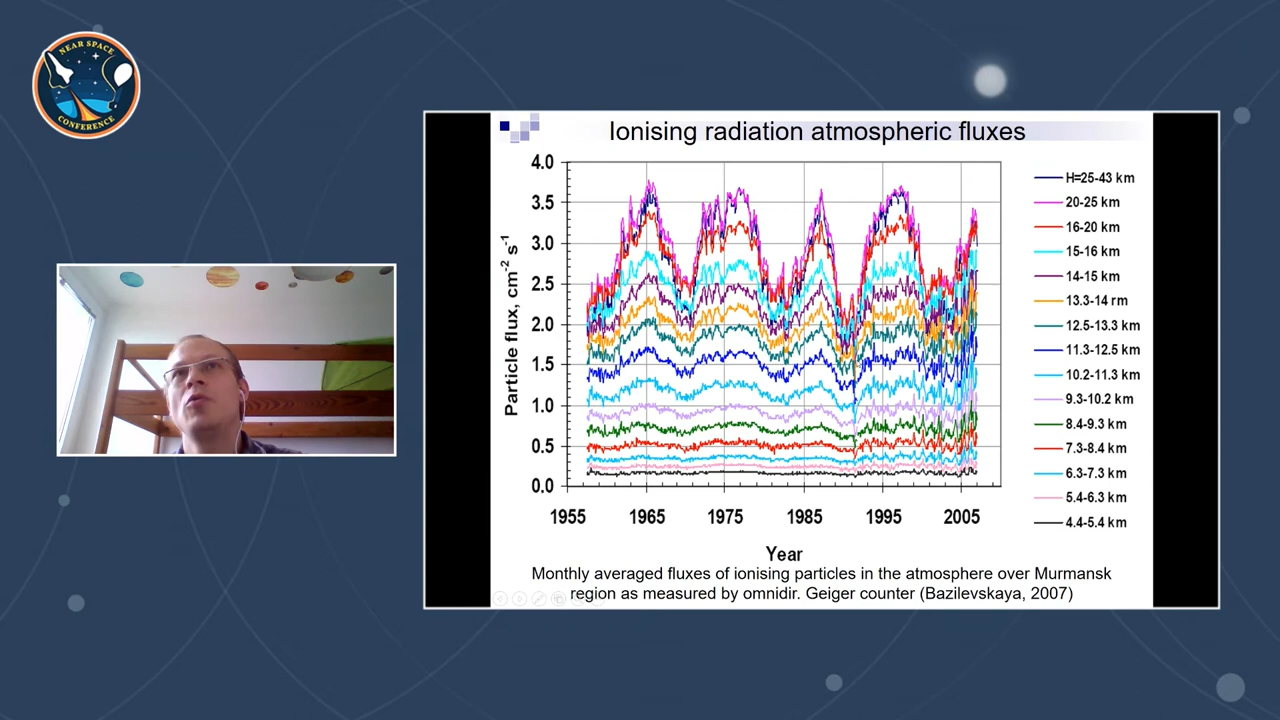 NEAR SPACE
CONFERENCE
Ionising radiation atmospheric fluxes
Particle flux, cm-2 s-1
4.0
3.5
3.0
2.5
2.0
1.5
1.0
0.5
0.0
1955 1965 1975 1985 1995 2005
Year
H=25-43 km
20-25 km
16-20 km
15-16 km
14-15 km
13.3-14 rm
12.5-13.3 km
11.3-12.5 km
10.2-11.3 km
9.3-10.2 km
8.4-9.3 km
7.3-8.4 km
6.3-7.3 km
5.4-6.3 km
4.4-5.4 km
Monthly averaged fluxes of ionising particles in the atmosphere over Murmansk
region as measured by omnidir. Geiger counter (Bazilevskaya, 2007)